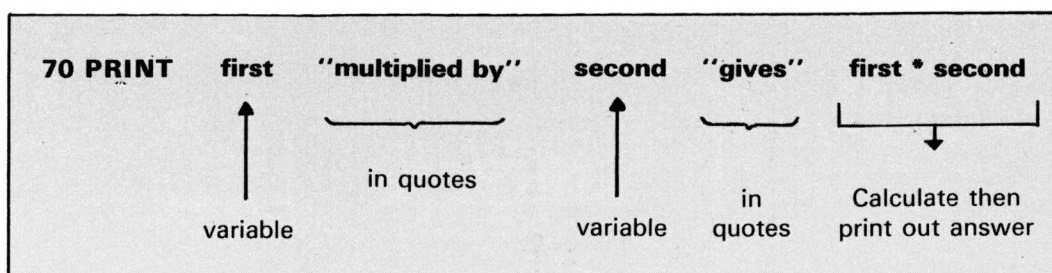 70 PRINT first "multiplied by" second "gives" first * second
in quotes
variable
variable
in
quotes
Calculate then
print out answer